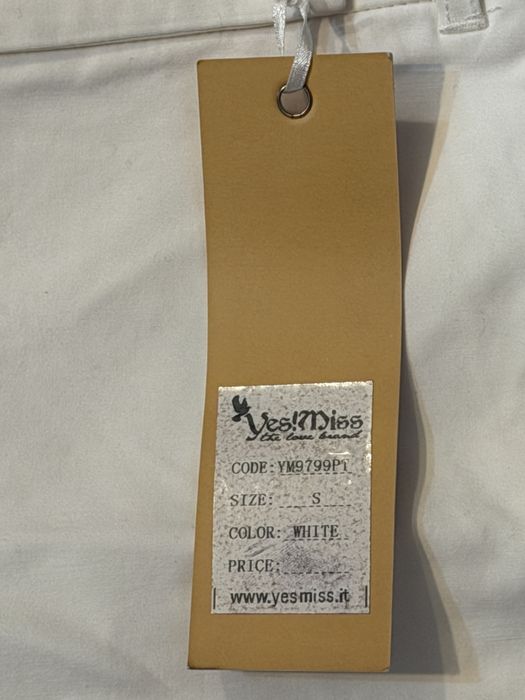 Yes!Miss
the love brand
CODE: YM9799PT
SIZE: S
COLOR: WHITE
PRICE:
www.yesmiss.it